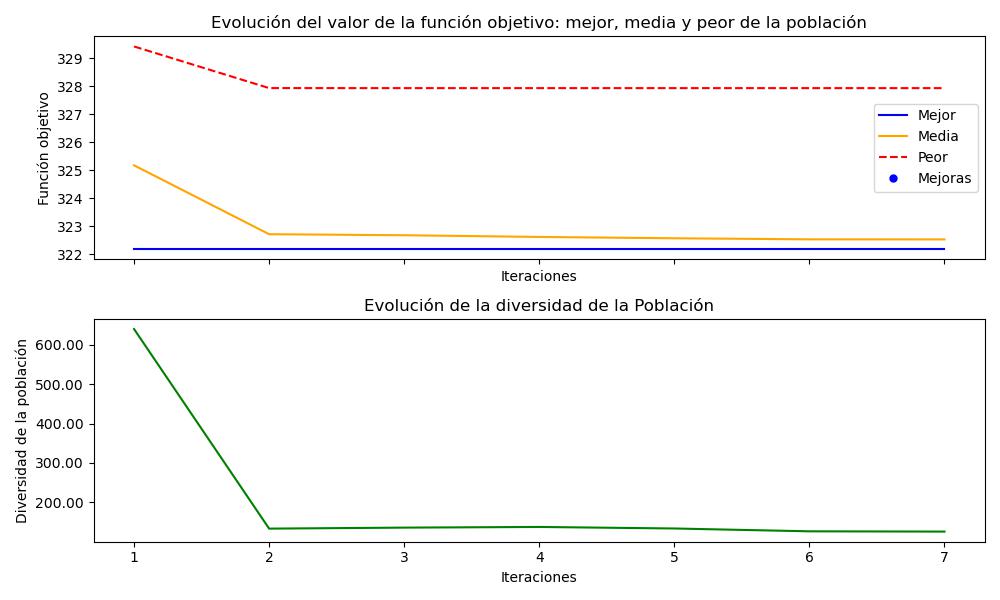 Evolución del valor de la función objetivo: mejor, media y peor de la población
Función objetivo
329
328
327
326
325
324
323
322
Mejor
Media
Peor
Mejoras
Iteraciones
Evolución de la diversidad de la Población
Diversidad de la población
600.00
500.00
400.00
300.00
200.00
1 2 3 4 5 6 7
Iteraciones